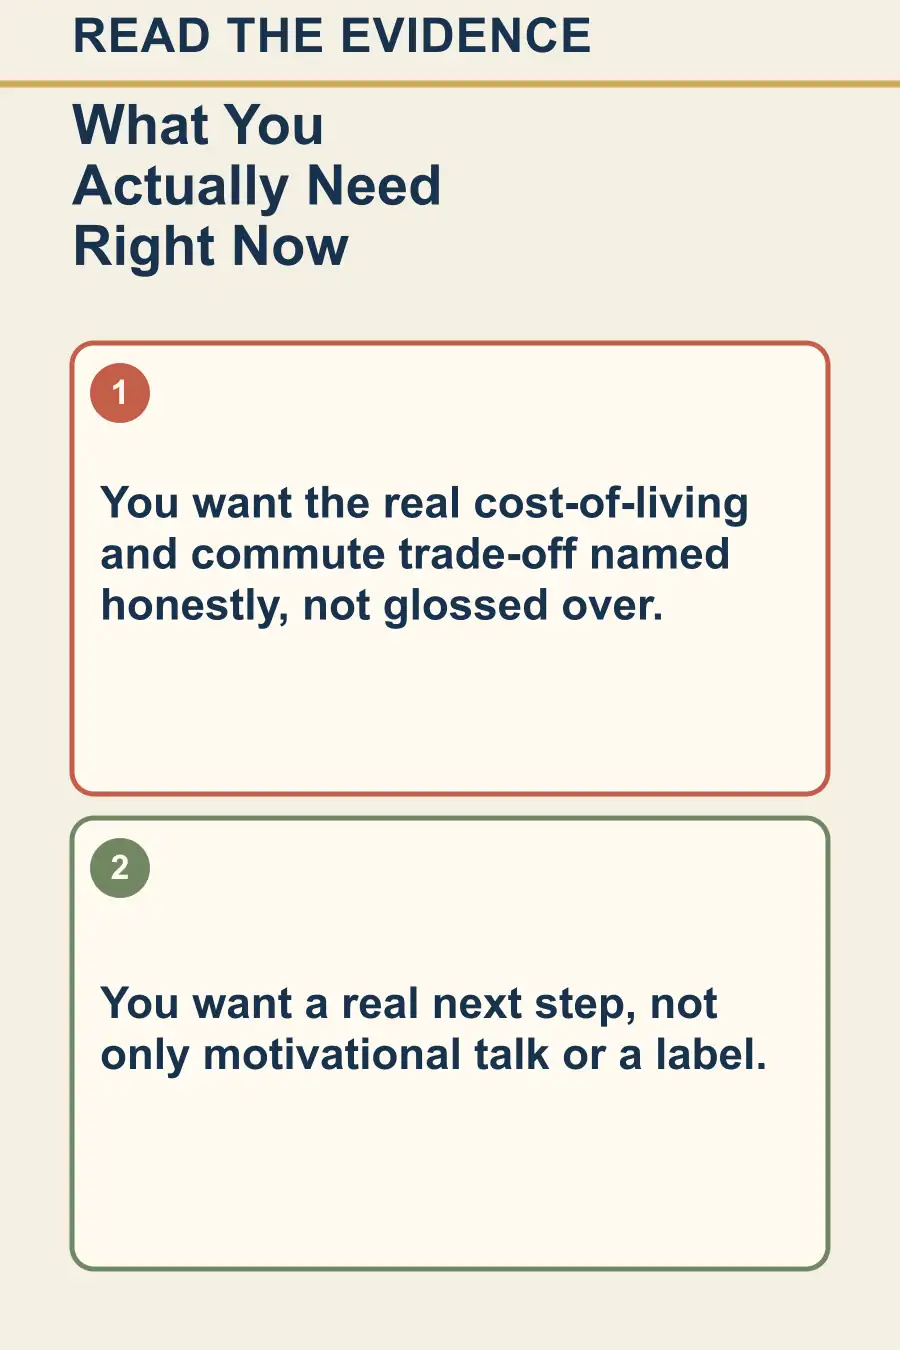 READ THE EVIDENCE
What You
Actually Need
Right Now
1
You want the real cost-of-living
and commute trade-off named
honestly, not glossed over.
2
You want a real next step, not
only motivational talk or a label.